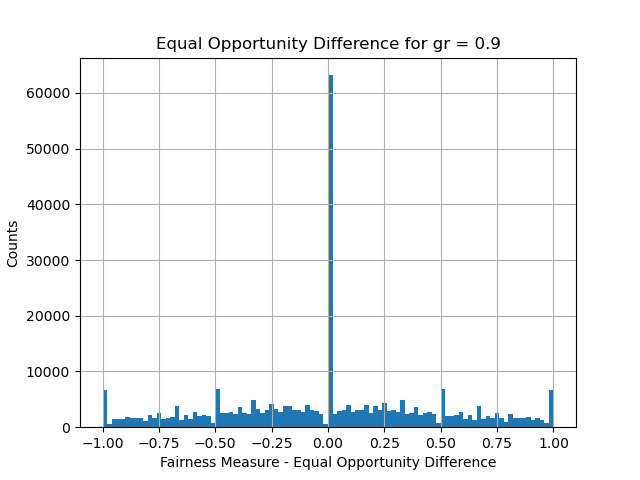 Equal Opportunity Difference for gr = 0.9
60000
50000
40000
30000
20000
10000
0
Counts
−1.00 −0.75 −0.50 −0.25 0.00 0.25 0.50 0.75 1.00
Fairness Measure - Equal Opportunity Difference